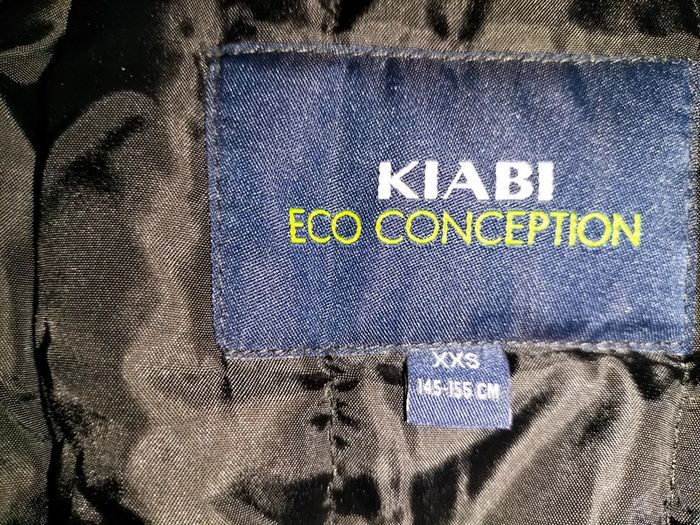 KIABI
ECO CONCEPTION
XXS
145-155 CM